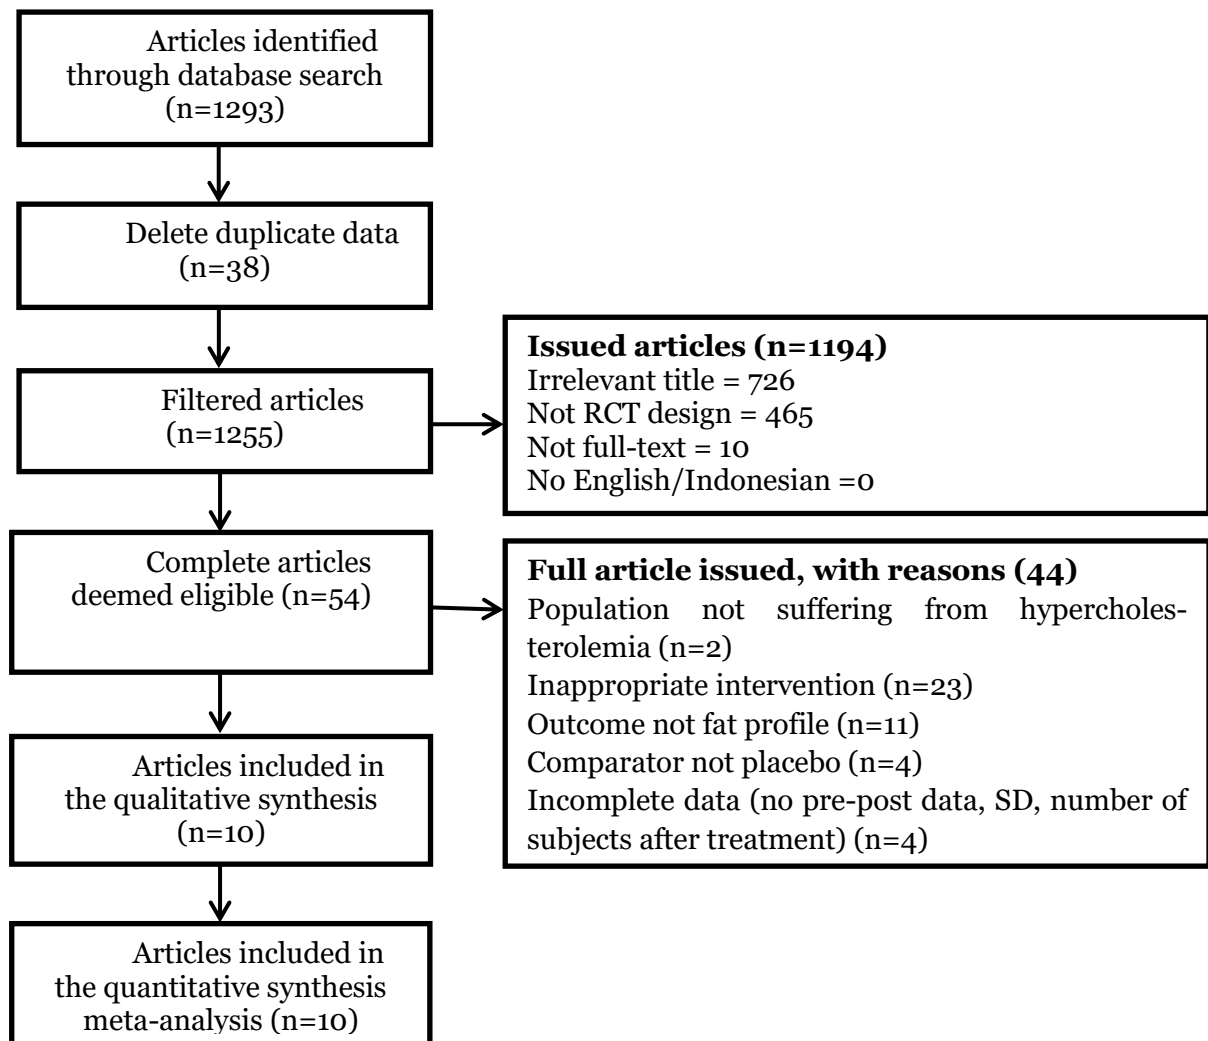 Articles identified
through database search
(n=1293)
Delete duplicate data
(n=38)
Filtered articles
(n=1255)
Issued articles (n=1194)
Irrelevant title = 726
Not RCT design = 465
Not full-text = 10
No English/Indonesian =0
Complete articles
deemed eligible (n=54)
Full article issued, with reasons (44)
Population not suffering from hypercholes-
terolemia (n=2)
Inappropriate intervention (n=23)
Outcome not fat profile (n=11)
Comparator not placebo (n=4)
Incomplete data (no pre-post data, SD, number of
subjects after treatment) (n=4)
Articles included in
the qualitative synthesis
(n=10)
Articles included in
the quantitative synthesis
meta-analysis (n=10)